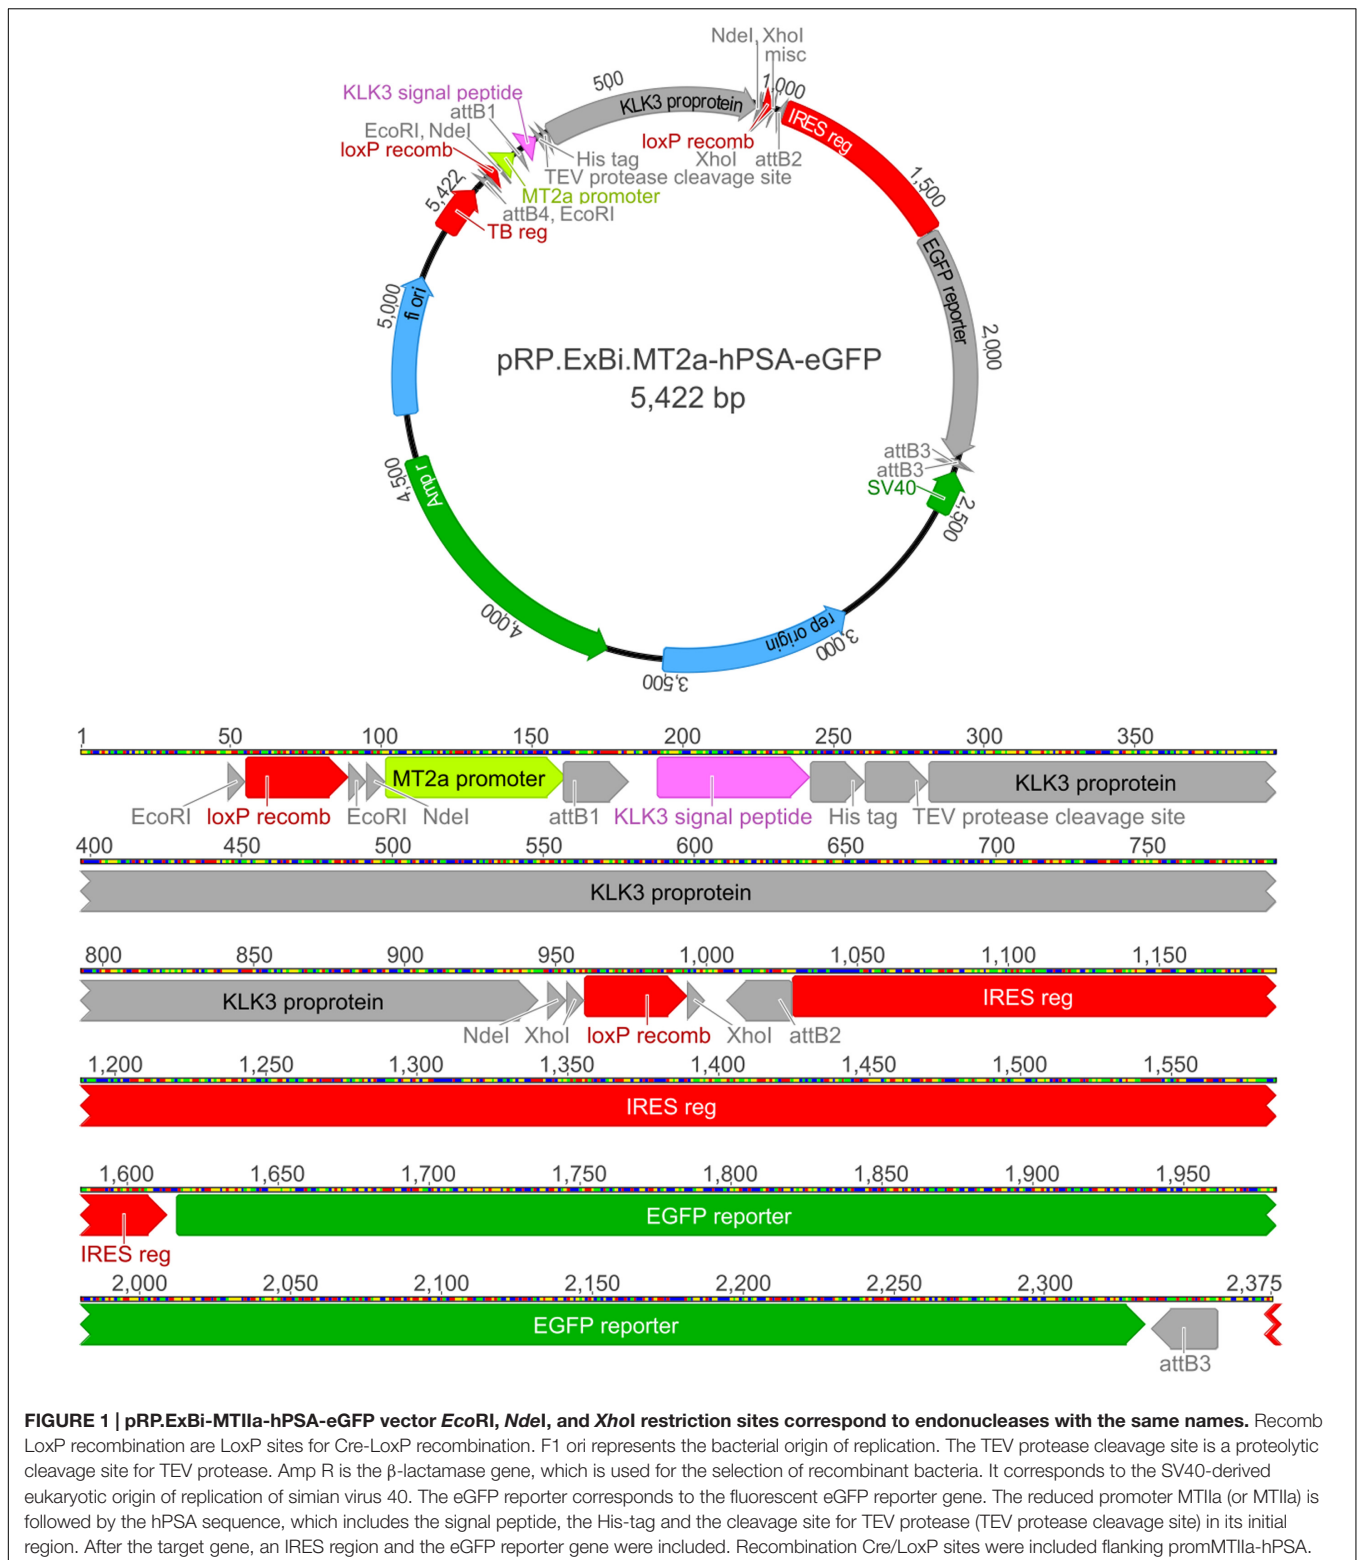 NdeI, XhoI
misc
500
1,000
KLK3 signal peptide
KLK3 proprotein
attB1
IRES reg
EcoRI, NdeI
loxP recomb
loxP recomb
His tag
XhoI
attB2
TEV protease cleavage site
5,422
MT2a promoter
1,500
attB4, EcoRI
TB reg
EGFP reporter
5,000
fi ori
2,000
pRP.ExBi.MT2a-hPSA-eGFP
5,422 bp
attB3
attB3
SV40
4,500
Amp r
2,500
4,000
rep origin
3,000
3,500
1 50 100 150 200 250 300 350
MT2a promoter
KLK3 proprotein
EcoRI loxP recomb EcoRI NdeI attB1 KLK3 signal peptide His tag TEV protease cleavage site
400 450 500 550 600 650 700 750
KLK3 proprotein
800 850 900 950 1,000 1,050 1,100 1,150
KLK3 proprotein
IRES reg
NdeI XhoI loxP recomb XhoI attB2
1,200 1,250 1,300 1,350 1,400 1,450 1,500 1,550
IRES reg
1,600 1,650 1,700 1,750 1,800 1,850 1,900 1,950
EGFP reporter
IRES reg
2,000 2,050 2,100 2,150 2,200 2,250 2,300 2,375
EGFP reporter
attB3
FIGURE 1 | pRP.ExBi-MTIIa-hPSA-eGFP vector EcoRI, NdeI, and XhoI restriction sites correspond to endonucleases with the same names. Recomb
LoxP recombination are LoxP sites for Cre-LoxP recombination. F1 ori represents the bacterial origin of replication. The TEV protease cleavage site is a proteolytic
cleavage site for TEV protease. Amp R is the β-lactamase gene, which is used for the selection of recombinant bacteria. It corresponds to the SV40-derived
eukaryotic origin of replication of simian virus 40. The eGFP reporter corresponds to the fluorescent eGFP reporter gene. The reduced promoter MTIIa (or MTIIa) is
followed by the hPSA sequence, which includes the signal peptide, the His-tag and the cleavage site for TEV protease (TEV protease cleavage site) in its initial
region. After the target gene, an IRES region and the eGFP reporter gene were included. Recombination Cre/LoxP sites were included flanking promMTIIa-hPSA.